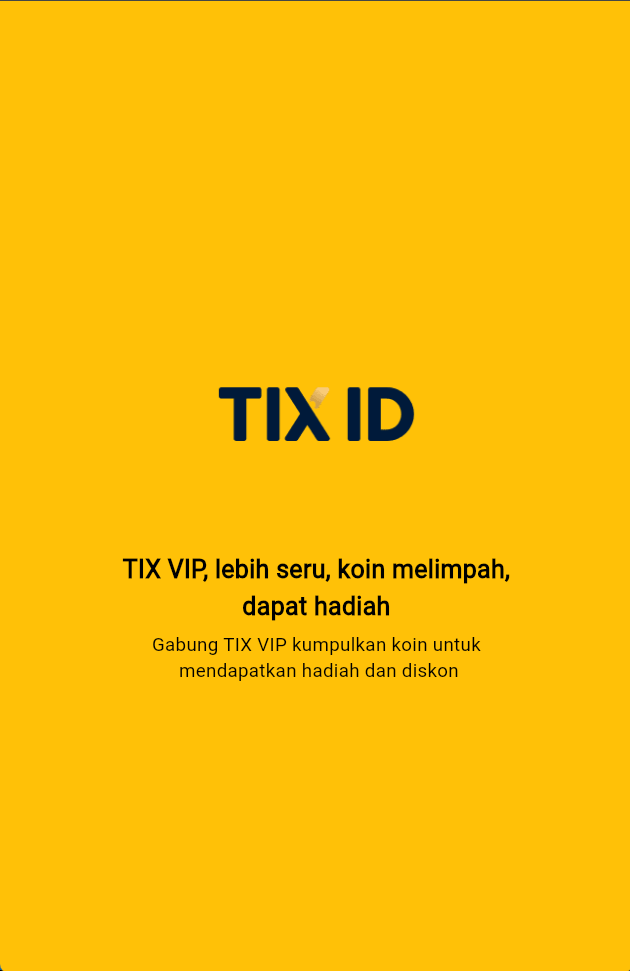 TIX ID
TIX VIP, lebih seru, koin melimpah,
dapat hadiah
Gabung TIX VIP kumpulkan koin untuk
mendapatkan hadiah dan diskon